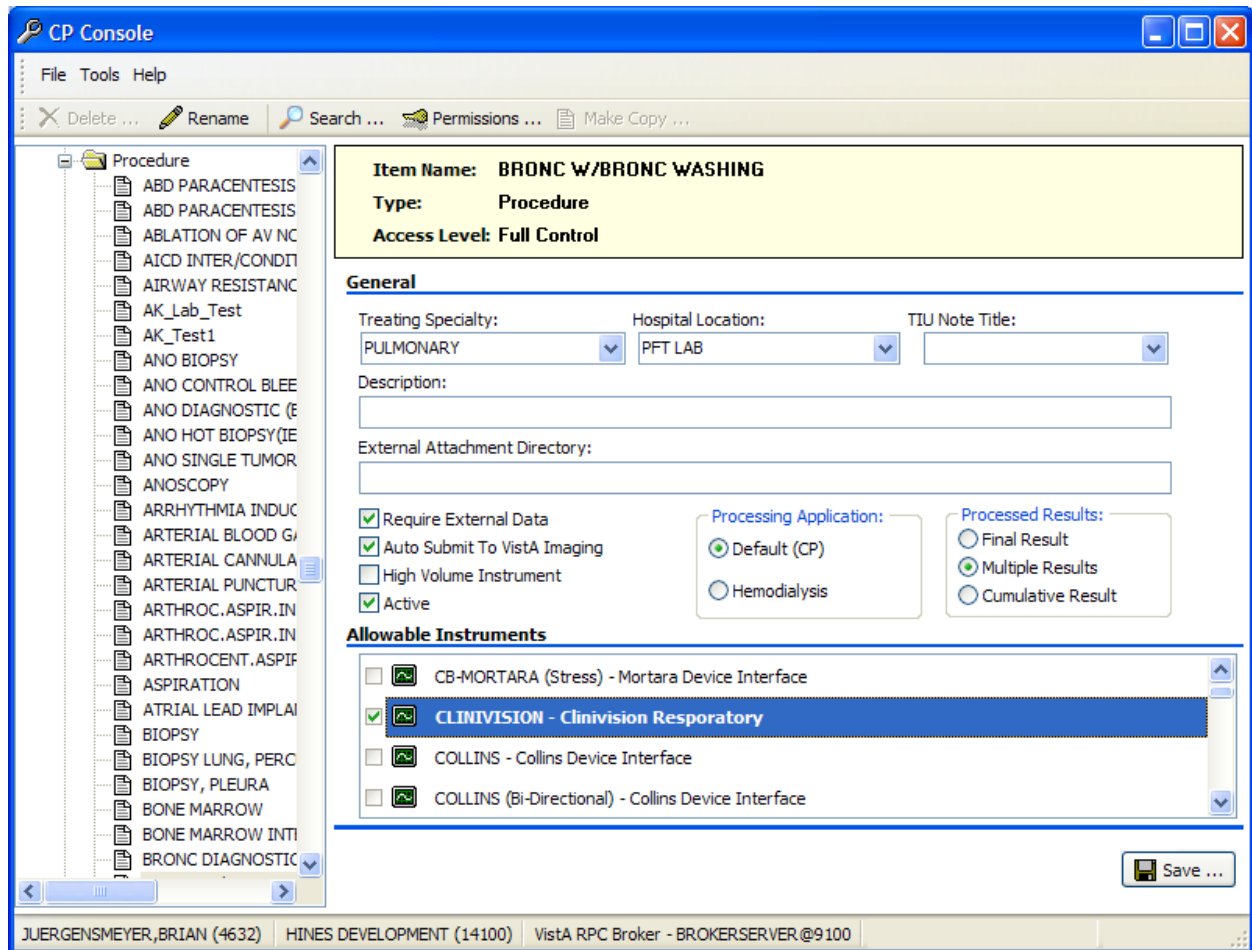 CP Console
File Tools Help
Delete ... Rename Search ... Permissions ... Make Copy ...
Procedure
ABD PARACENTESIS
ABD PARACENTESIS
ABLATION OF AV NO
AICD INTER/CONDIT
AIRWAY RESISTANC
AK_Lab_Test
AK_Test1
ANO BIOPSY
ANO CONTROL BLEE
ANO DIAGNOSTIC (B
ANO HOT BIOPSY(IE
ANO SINGLE TUMOR
ANOSCOPY
ARRHYTHMIA INDUC
ARTERIAL BLOOD GA
ARTERIAL CANNULA
ARTERIAL PUNCTUR
ARTHROC.ASPIR.IN
ARTHROC.ASPIR.IN
ARTHROCENT.ASPIR
ASPIRATION
ATRIAL LEAD IMPLAI
BIOPSY
BIOPSY LUNG, PERC
BIOPSY, PLEURA
BONE MARROW
BONE MARROW INTI
BRONC DIAGNOSTIC
Item Name: BRONC W/BRONC WASHING
Type: Procedure
Access Level: Full Control
General
Treating Specialty: Hospital Location: TIU Note Title:
PULMONARY PFT LAB
Description:
External Attachment Directory:
Require External Data
Auto Submit To VistA Imaging
High Volume Instrument
Active
Processing Application:
Default (CP)
Hemodialysis
Processed Results:
Final Result
Multiple Results
Cumulative Result
Allowable Instruments
CB-MORTARA (Stress) - Mortara Device Interface
CLINIVISION - Clinivision Resporatory
COLLINS - Collins Device Interface
COLLINS (Bi-Directional) - Collins Device Interface
Save ...
JUERGENSMEYER,BRIAN (4632) HINES DEVELOPMENT (14100) VistA RPC Broker - BROKERSERVER@9100